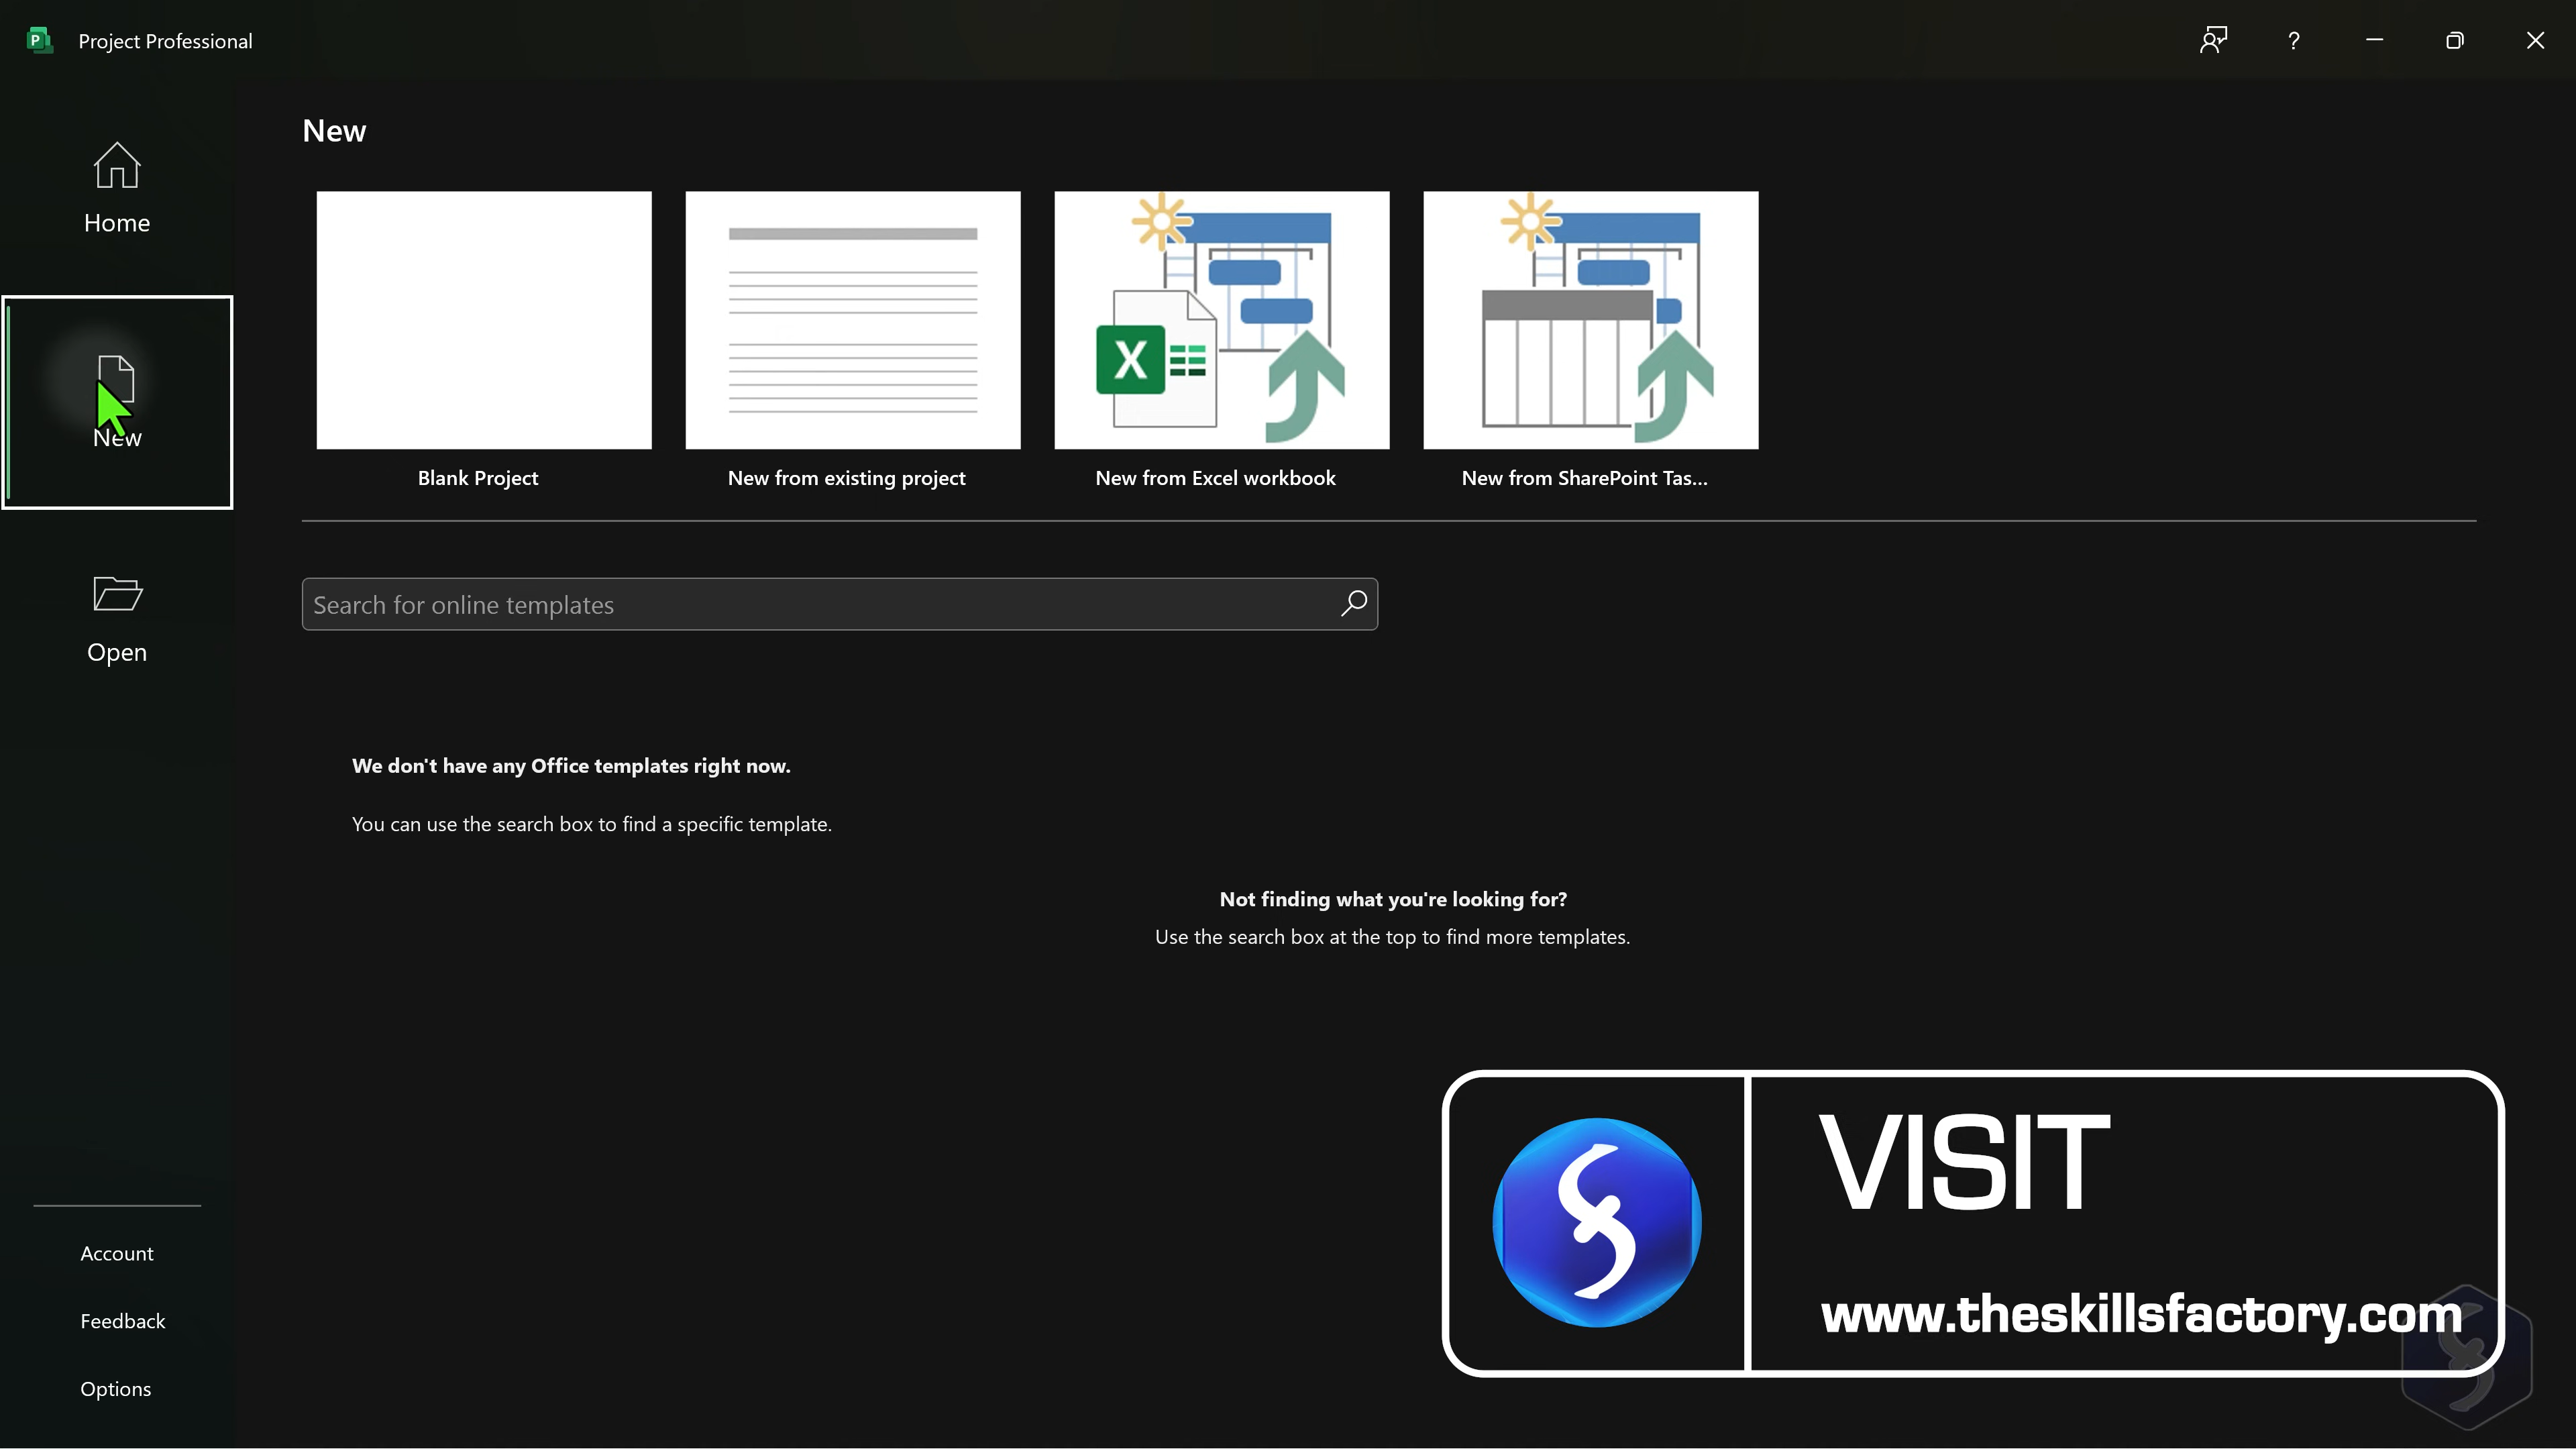 Project Professional
?
New
Home
New
Open
Blank Project
New from existing project
New from Excel workbook
New from SharePoint Tas...
Search for online templates
We don't have any Office templates right now.
You can use the search box to find a specific template.
Not finding what you're looking for?
Use the search box at the top to find more templates.
VISIT
www.theskillsfactory.com
Account
Feedback
Options